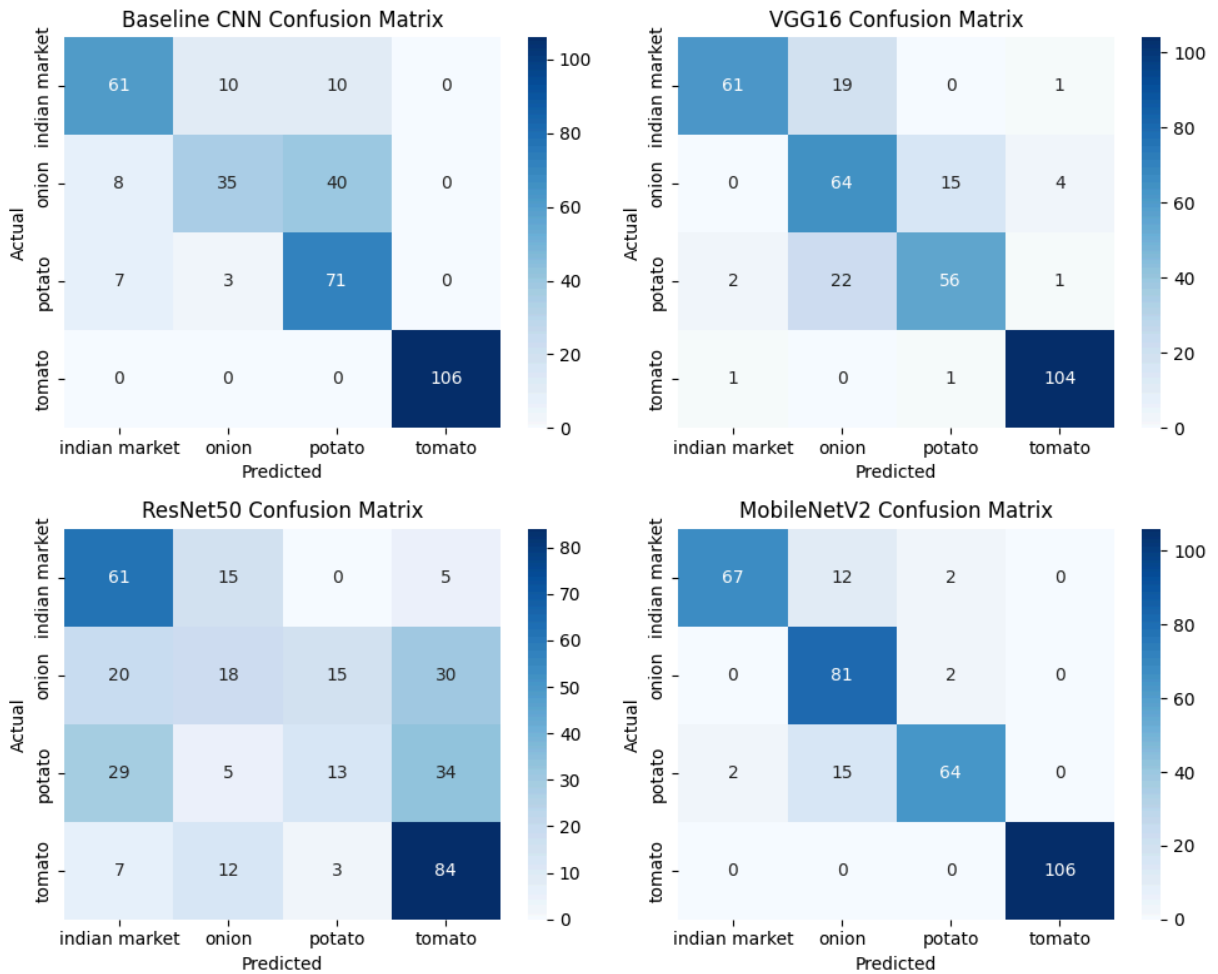 Baseline CNN Confusion Matrix
Actual
indian market 61 10 10 0
onion 8 35 40 0
potato 7 3 71 0
tomato 0 0 0 106
indian market onion potato tomato
Predicted
100
80
60
40
20
0
VGG16 Confusion Matrix
Actual
indian market 61 19 0 1
onion 0 64 15 4
potato 2 22 56 1
tomato 1 0 1 104
indian market onion potato tomato
Predicted
100
80
60
40
20
0
ResNet50 Confusion Matrix
Actual
indian market 61 15 0 5
onion 20 18 15 30
potato 29 5 13 34
tomato 7 12 3 84
indian market onion potato tomato
Predicted
80
70
60
50
40
30
20
10
0
MobileNetV2 Confusion Matrix
Actual
indian market 67 12 2 0
onion 0 81 2 0
potato 2 15 64 0
tomato 0 0 0 106
indian market onion potato tomato
Predicted
100
80
60
40
20
0